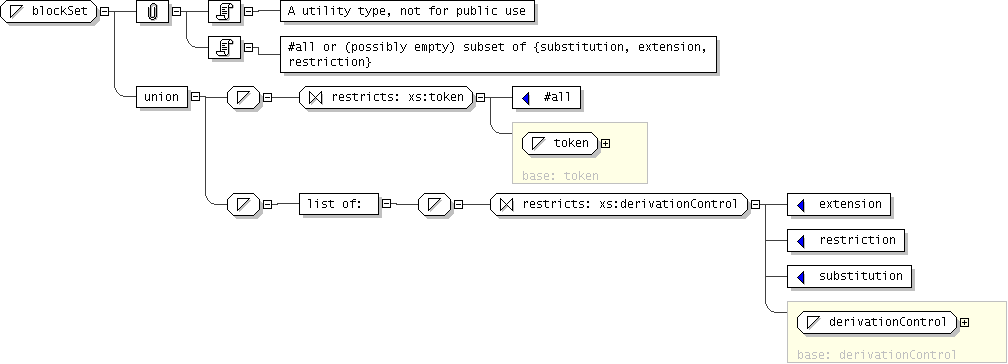 blockSet
A utility type, not for public use
#all or (possibly empty) subset of {substitution, extension,
restriction}
union
restricts: xs:token
#all
token
base: token
list of:
restricts: xs:derivationControl
extension
restriction
substitution
derivationControl
base: derivationControl